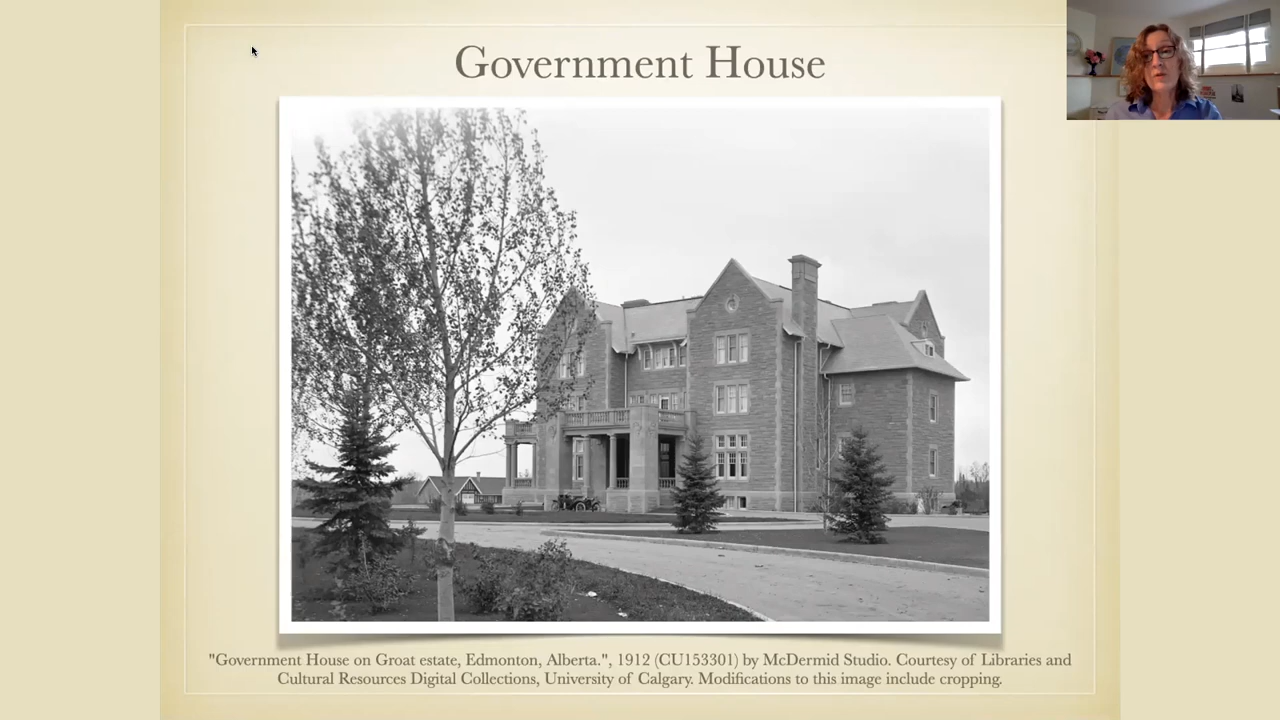 Government House
"Government House on Groat estate, Edmonton, Alberta.", 1912 (CU153301) by McDermid Studio. Courtesy of Libraries and
Cultural Resources Digital Collections, University of Calgary. Modifications to this image include cropping.